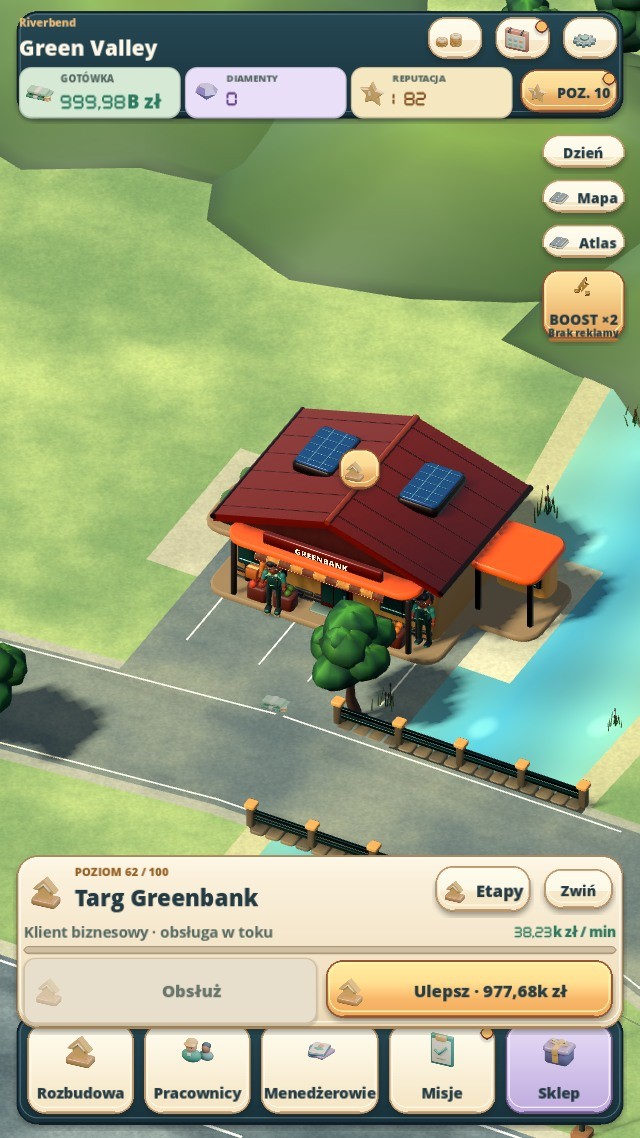 Riverbend
Green Valley
GOTÓWKA
999,98B zł
DIAMENTY
0
REPUTACJA
182
POZ. 10
Dzień
Mapa
Atlas
BOOST ×2
Brak reklamy
GREENBANK
POZIOM 62 / 100
Targ Greenbank
Etapy
Zwiń
Klient biznesowy · obsługa w toku
38,23k zł / min
Obsłuż
Ulepsz · 977,68k zł
Rozbudowa
Pracownicy
Menedżerowie
Misje
Sklep